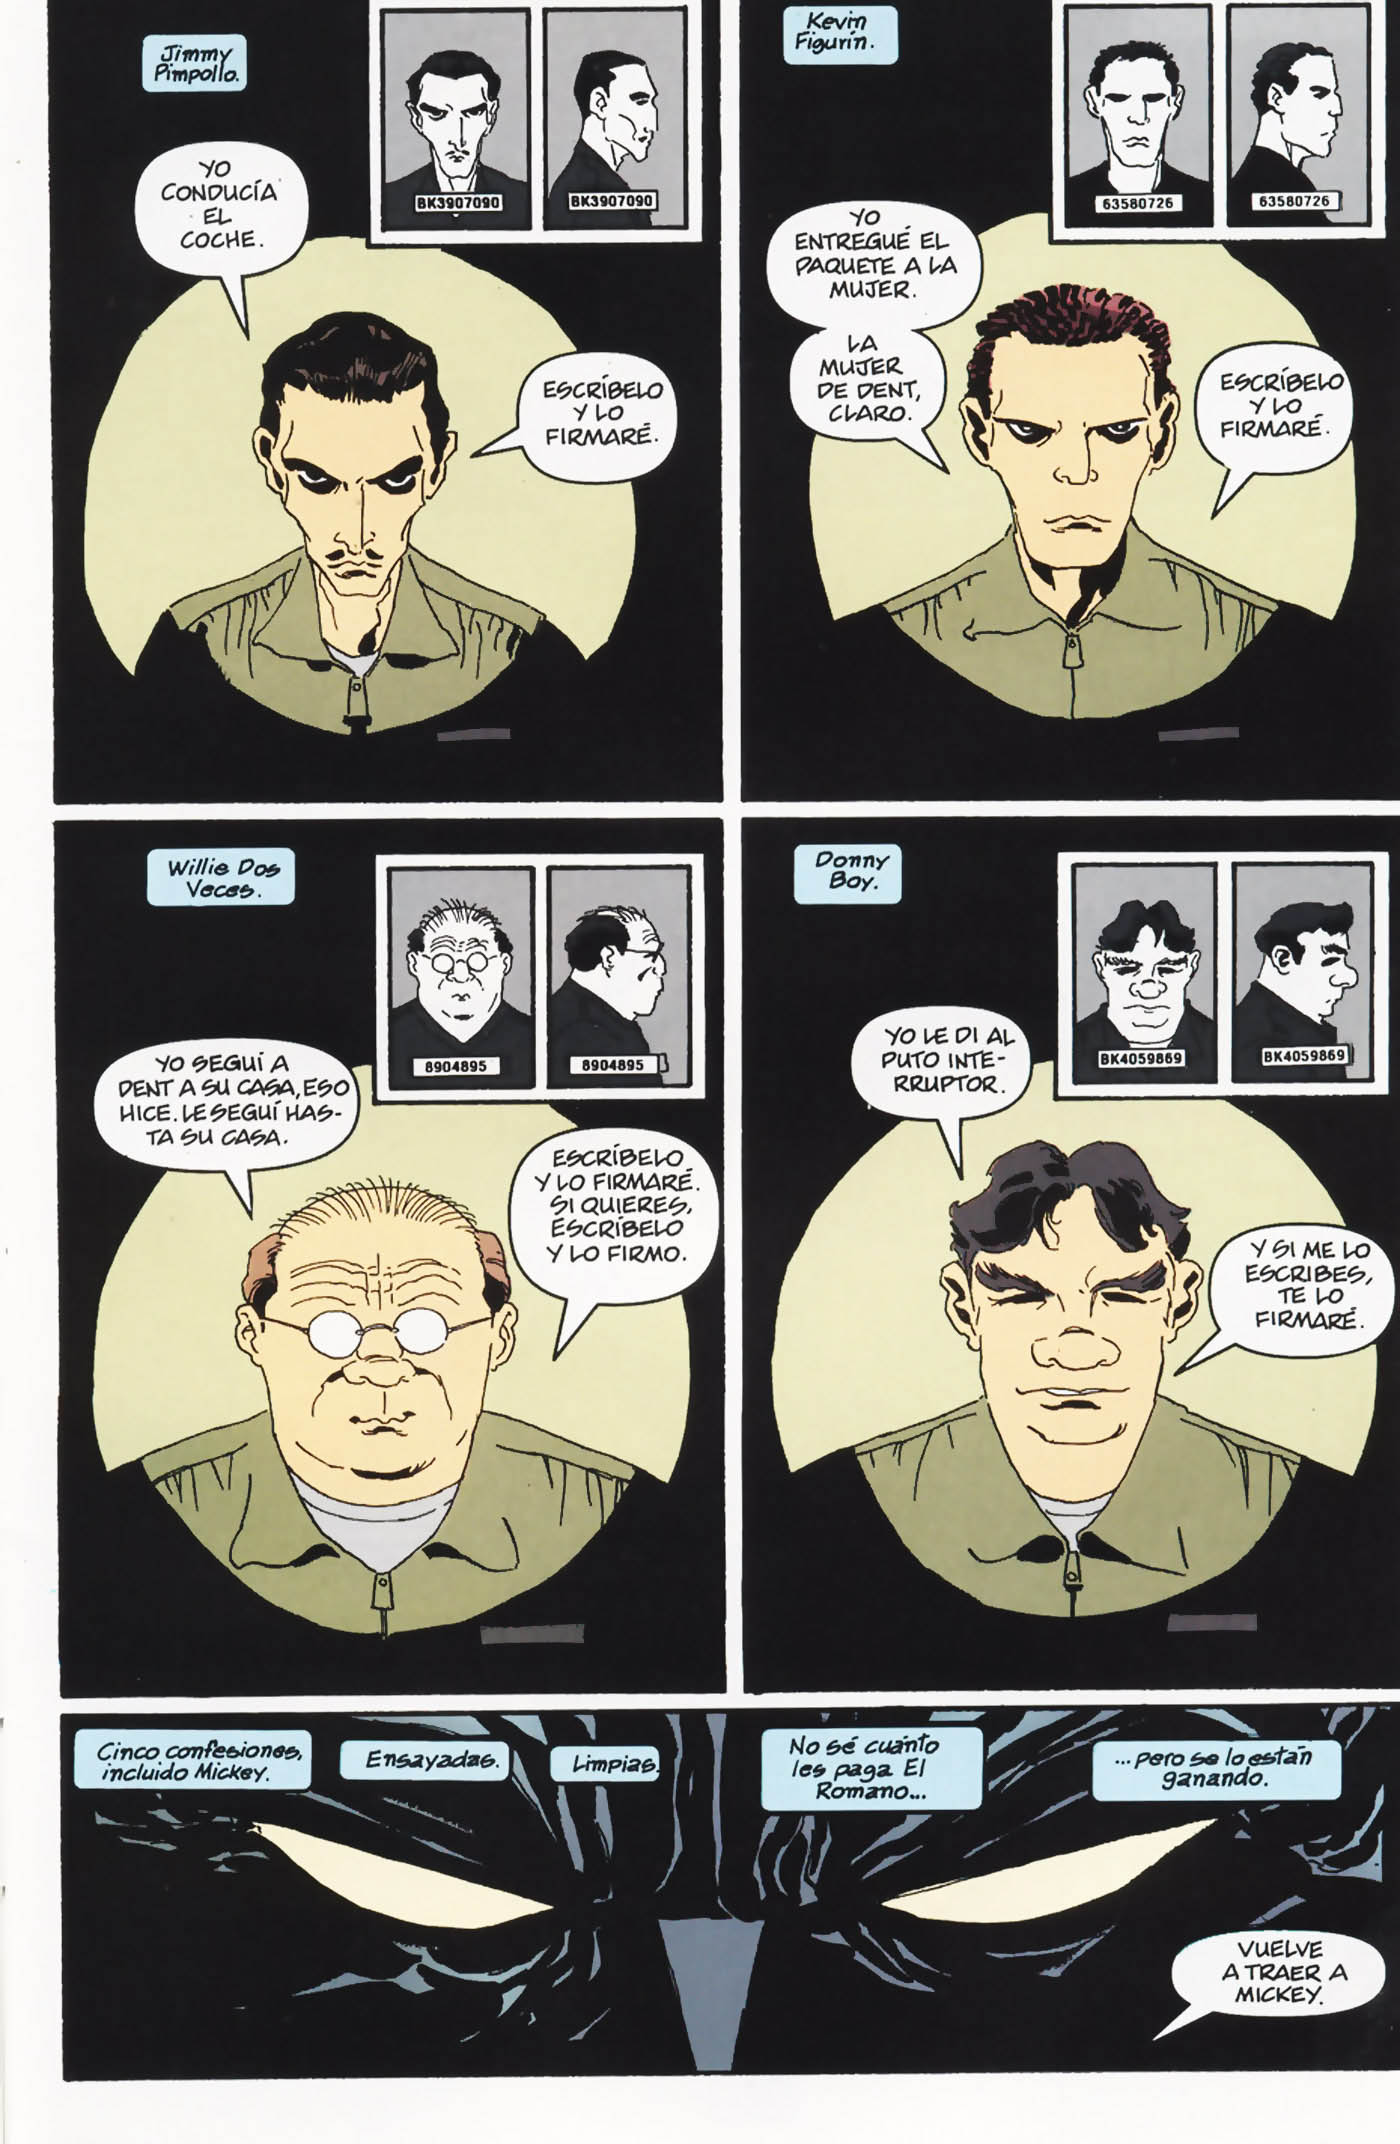 Jimmy
Pimpollo.
BK3907090
BK3907090
YO
CONDUCÍA
EL
COCHE.
ESCRÍBELO
Y LO
FIRMARÉ.
Kevin
Figurín.
63580726
63580726
YO
ENTREGUÉ EL
PAQUETE A LA
MUJER.
LA
MUJER
DE DENT,
CLARO.
ESCRÍBELO
Y LO
FIRMARÉ.
Willie Dos
Veces.
8904895
8904895
YO SEGUÍ A
DENT A SU CASA, ESO
HICE. LE SEGUÍ HAS-
TA SU CASA.
ESCRÍBELO
Y LO FIRMARÉ.
SI QUIERES,
ESCRÍBELO
Y LO FIRMO.
Donny
Boy.
BK4059869
BK4059869
YO LE DI AL
PUTO INTE-
RRUPTOR.
Y SI ME LO
ESCRIBES,
TE LO
FIRMARÉ.
Cinco confesiones,
incluido Mickey.
Ensayadas.
Limpias.
No sé cuánto
les paga El
Romano...
...pero se lo están
ganando.
VUELVE
A TRAER A
MICKEY.